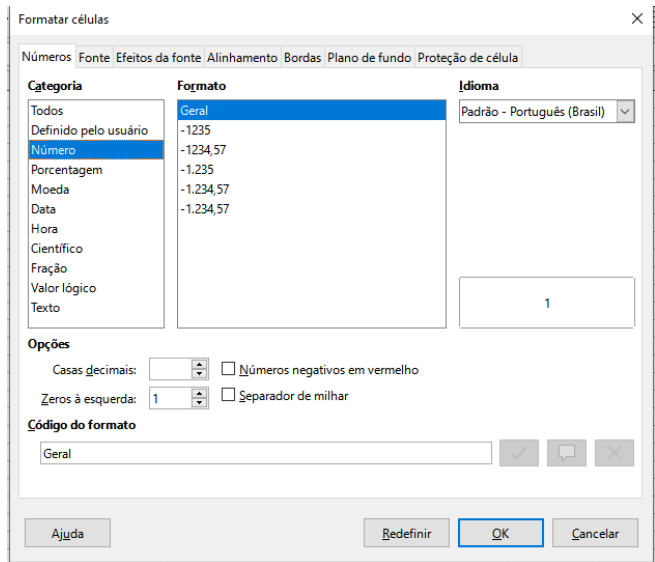 Formatar células
Números Fonte Efeitos da fonte Alinhamento Bordas Plano de fundo Proteção de célula
Categoria
Todos
Definido pelo usuário
Número
Porcentagem
Moeda
Data
Hora
Científico
Fração
Valor lógico
Texto
Formato
Geral
-1235
-1234,57
-1.235
-1.234,57
Idioma
Padrão - Português (Brasil)
1
Opções
Casas decimais:
Números negativos em vermelho
Zeros à esquerda: 1
Separador de milhar
Código do formato
Geral
Ajuda
Redefinir
OK
Cancelar